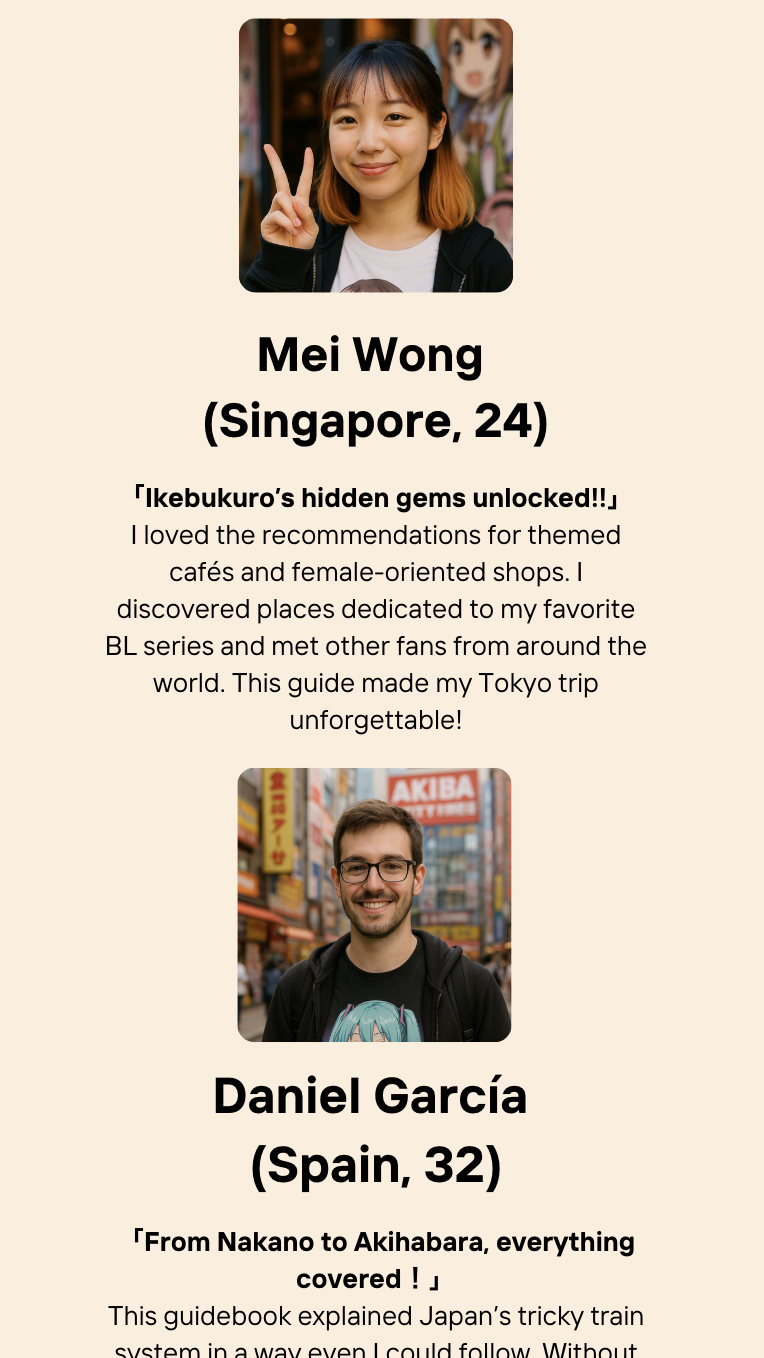 Mei Wong
(Singapore, 24)
「Ikebukuro’s hidden gems unlocked!!」
I loved the recommendations for themed
cafés and female-oriented shops. I
discovered places dedicated to my favorite
BL series and met other fans from around the
world. This guide made my Tokyo trip
unforgettable!
AKIBA
Daniel García
(Spain, 32)
「From Nakano to Akihabara, everything
covered！」
This guidebook explained Japan’s tricky train
system in a way even I could follow. Without